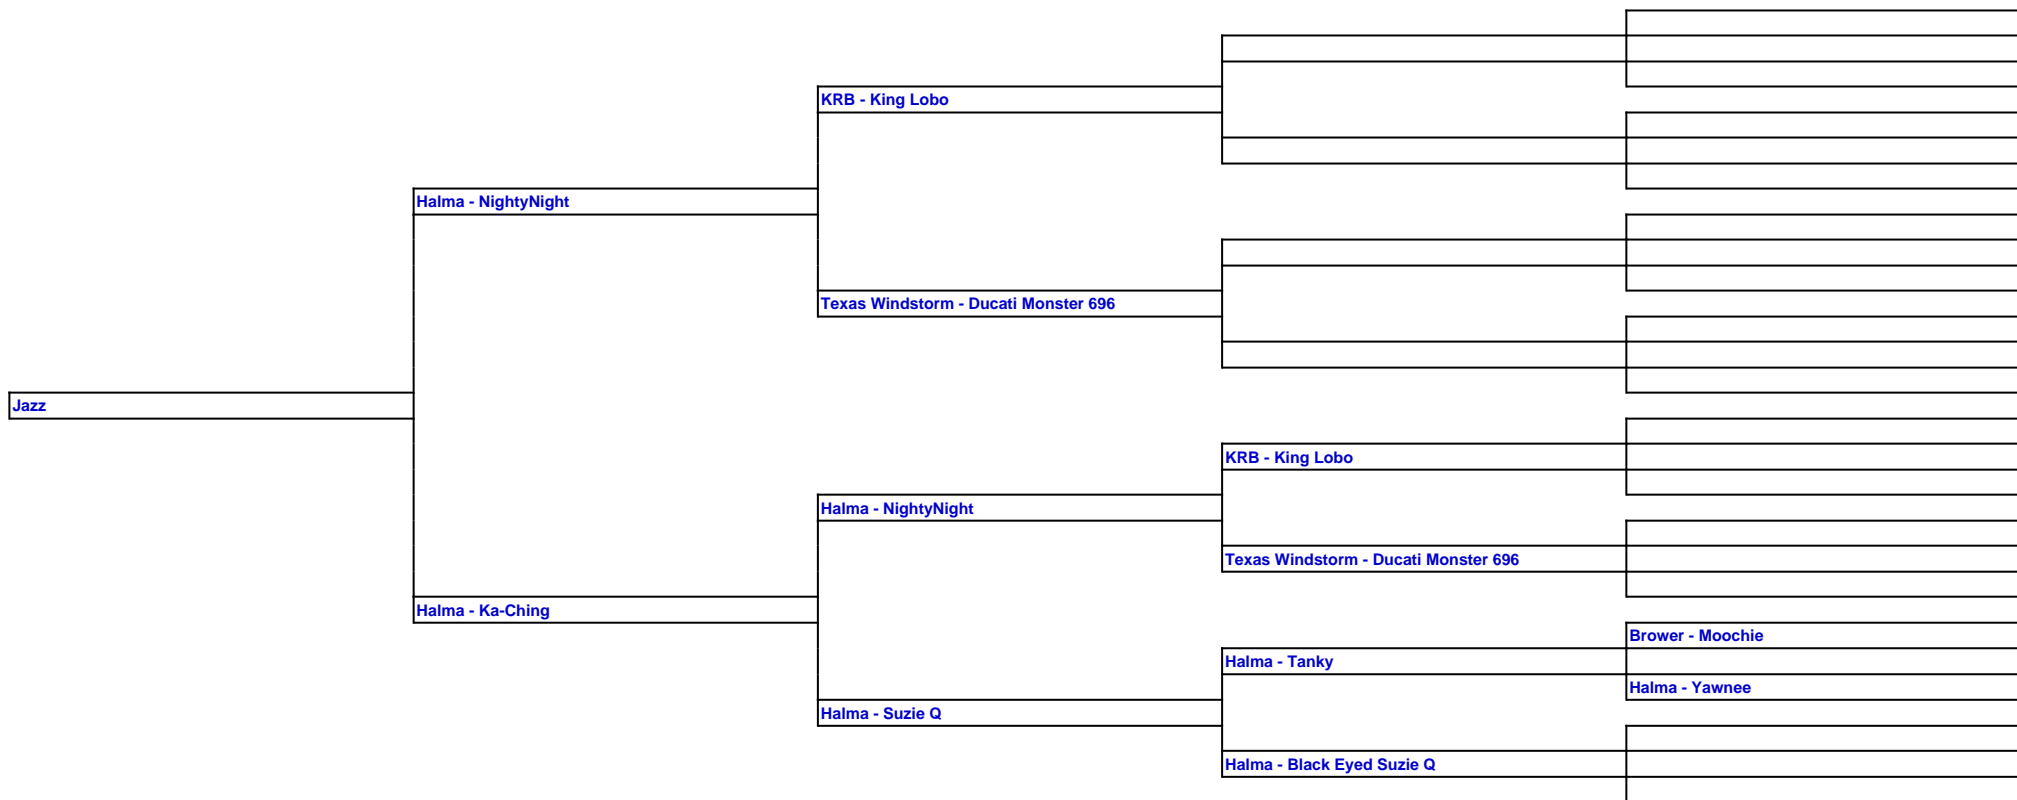 KRB - King Lobo
Halma - NightyNight
Texas Windstorm - Ducati Monster 696
Jazz
KRB - King Lobo
Halma - NightyNight
Texas Windstorm - Ducati Monster 696
Halma - Ka-Ching
Brower - Moochie
Halma - Tanky
Halma - Yawnee
Halma - Suzie Q
Halma - Black Eyed Suzie Q